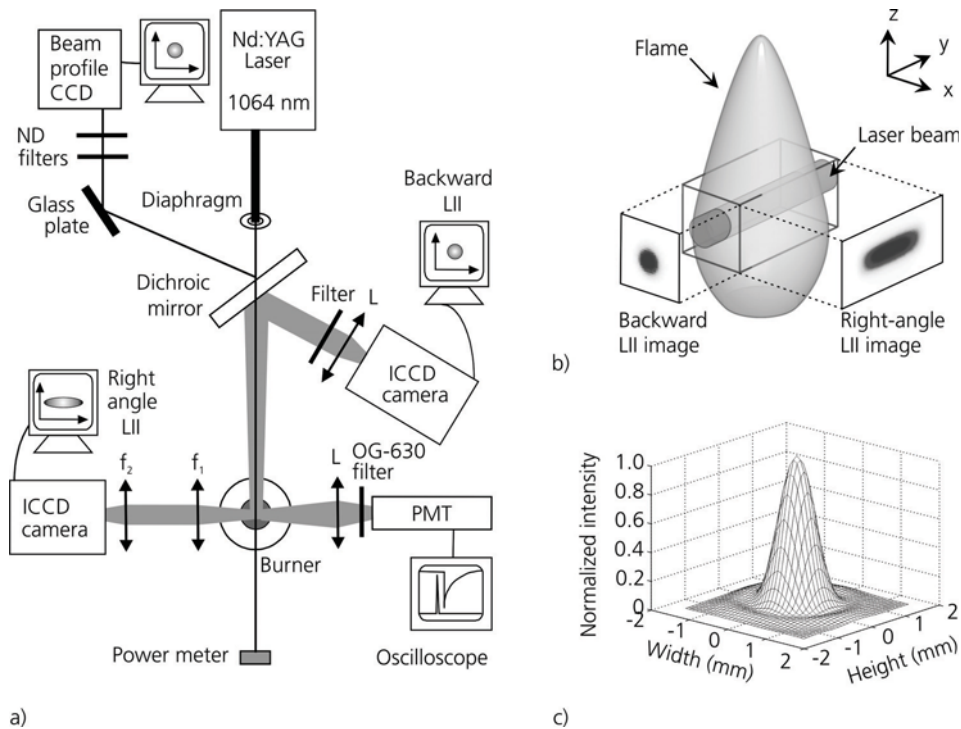 Beam
profile
CCD
Nd:YAG
Laser
1064 nm
ND
filters
Glass
plate
Diaphragm
Dichroic
mirror
Backward
LII
Filter
L
ICCD
camera
Right
angle
LII
f2
f1
L
OG-630
filter
ICCD
camera
PMT
Burner
Power meter
Oscilloscope
a)
Flame
z
y
x
Laser beam
Backward
LII image
Right-angle
LII image
b)
Normalized intensity
1.0
0.8
0.6
0.4
0.2
0
-2
-1
0
1
2
Width (mm)
-2
-1
0
1
2
Height (mm)
c)